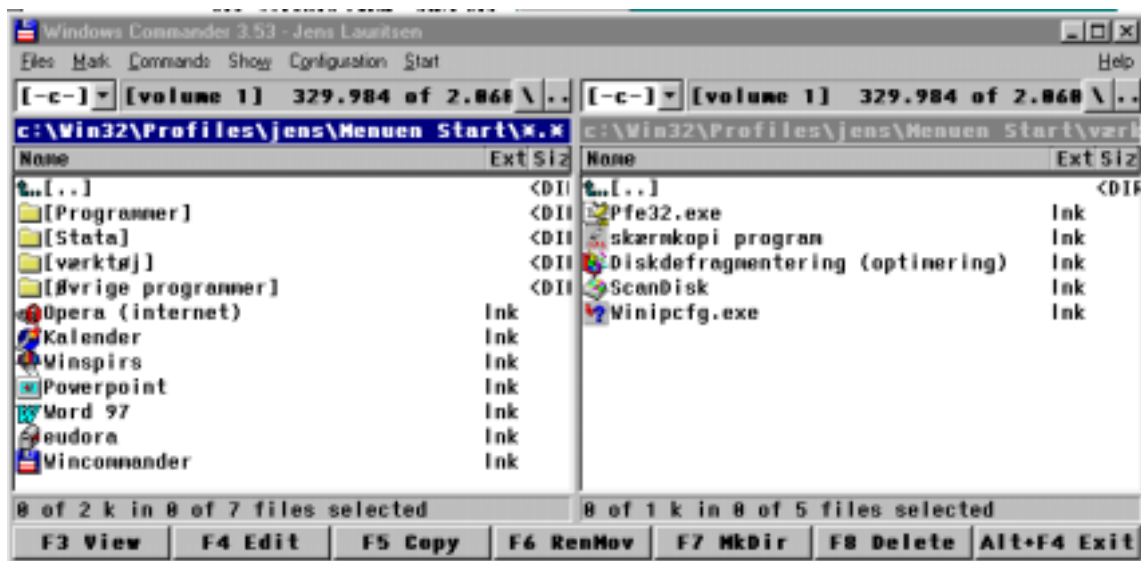 Windows Commander 3.53 - Jens Lauritsen
Files Mark Commands Show Configuration Start Help
[-c-] [volume 1] 329.984 of 2.060 \ ..
c:\Win32\Profiles\jens\Menuen Start\*.*
Name Ext Siz
[..] <DI
[Programmer] <DI
[Stata] <DI
[værktøj] <DI
[Øvrige programmer] <DI
Opera (internet) lnk
Kalender lnk
Winspirs lnk
Powerpoint lnk
Word 97 lnk
eudora lnk
Wincommander lnk
0 of 2 k in 0 of 7 files selected
[-c-] [volume 1] 329.984 of 2.060 \ ..
c:\Win32\Profiles\jens\Menuen Start\værk
Name Ext Siz
[..] <DIR
Pfe32.exe lnk
skærmkopi program lnk
Diskdefragmentering (optimering) lnk
ScanDisk lnk
Winipcfg.exe lnk
0 of 1 k in 0 of 5 files selected
F3 View F4 Edit F5 Copy F6 RenMov F7 MkDir F8 Delete Alt+F4 Exit